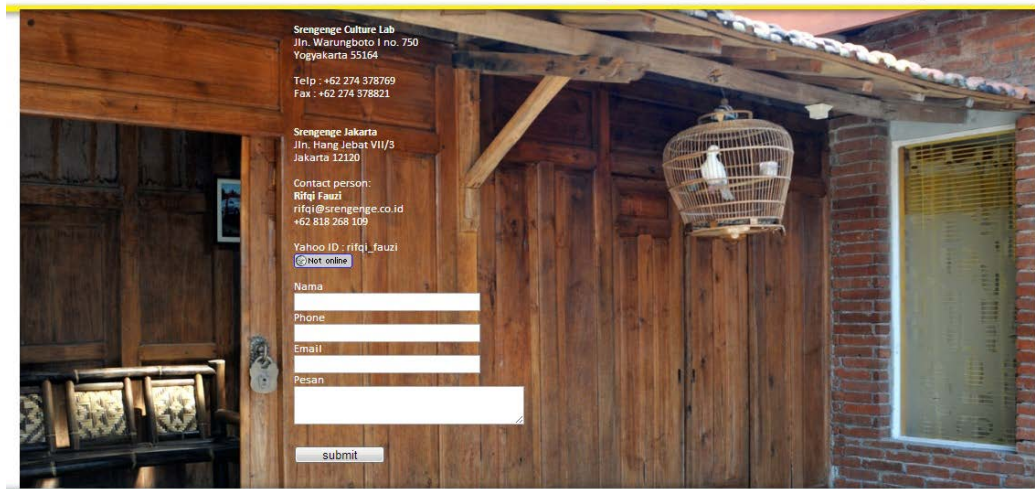 Srengenge Culture Lab
Jln. Warungboto I no. 750
Yogyakarta 55164
Telp : +62 274 378769
Fax : +62 274 378821
Srengenge Jakarta
Jln. Hang Jebat VII/3
Jakarta 12120
Contact person:
Rifqi Fauzi
rifqi@srengenge.co.id
+62 818 268 109
Yahoo ID : rifqi_fauzi
Not online
Nama
Phone
Email
Pesan
submit